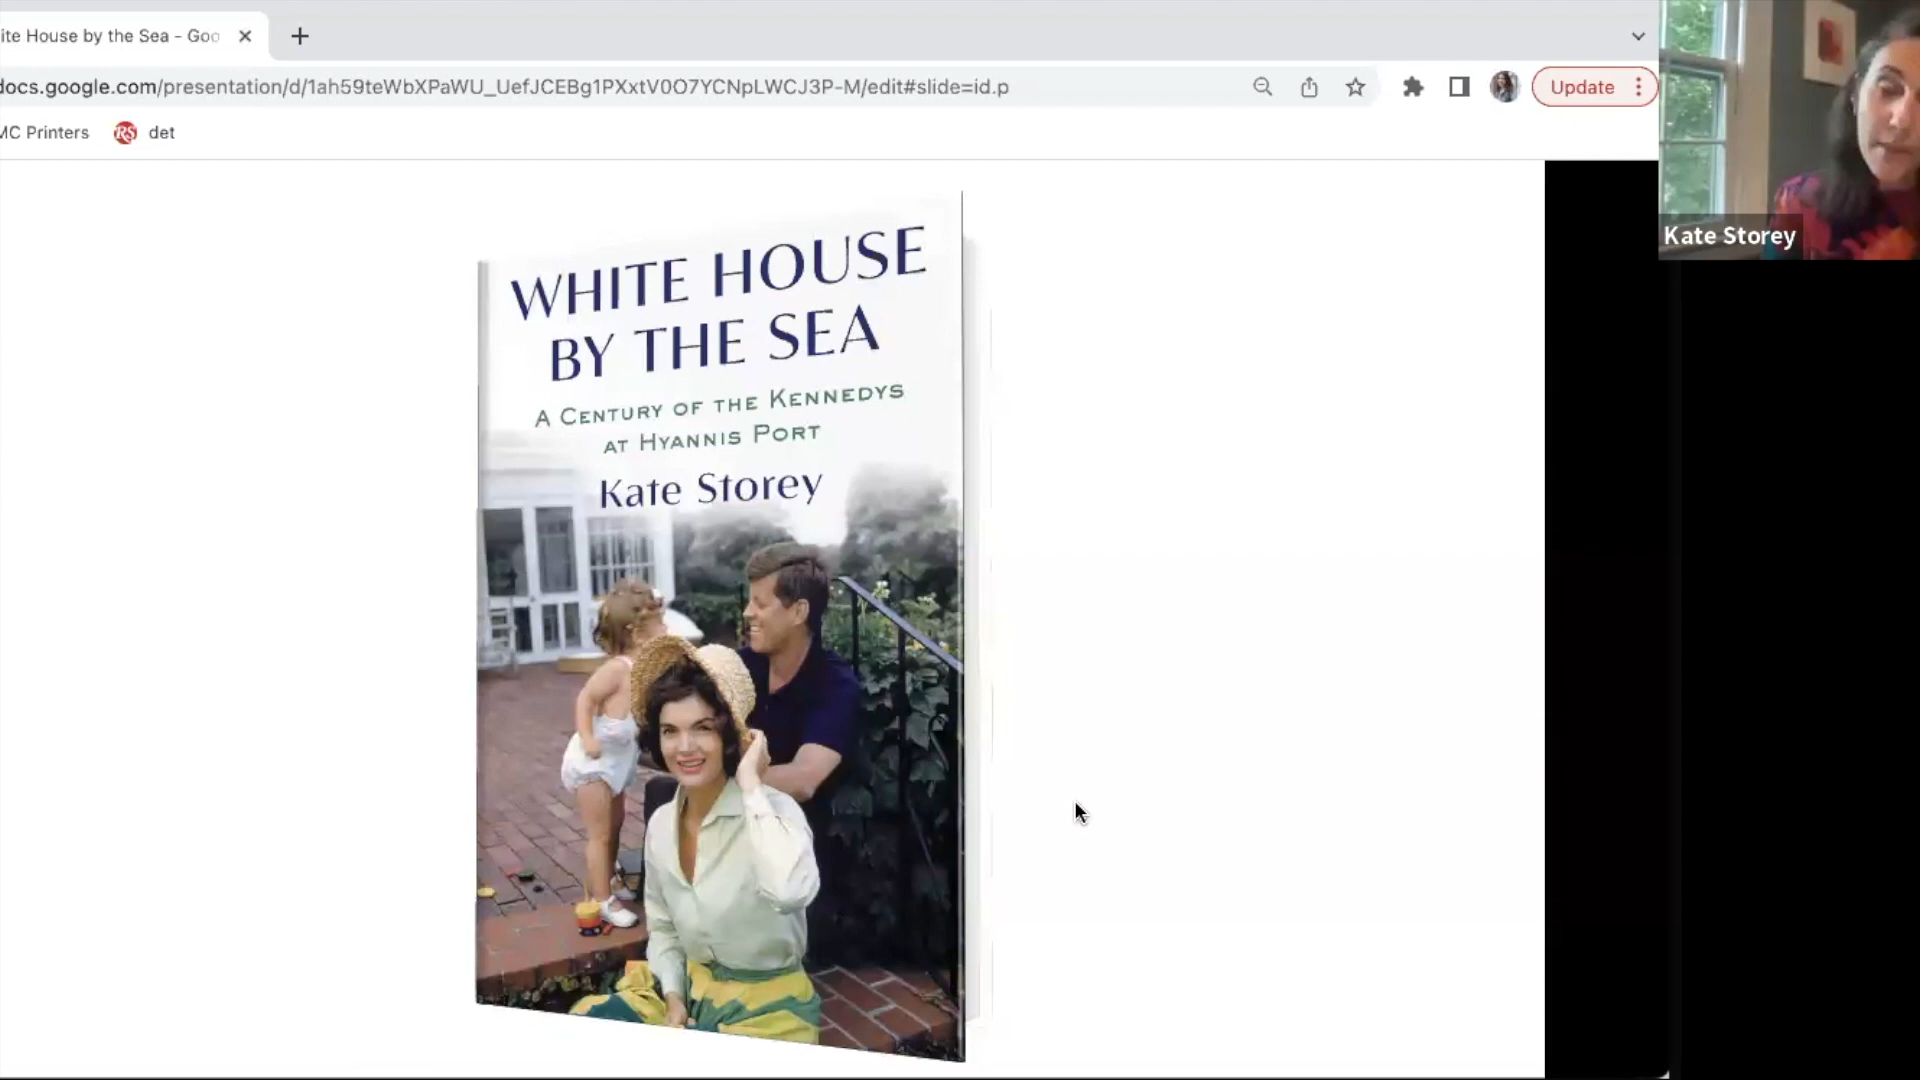 ite House by the Sea - Goo
docs.google.com/presentation/d/1ah59teWbXPaWU_UefJCEBg1PXxtV0O7YCNpLWCJ3P-M/edit#slide=id.p
Update
MC Printers
RS
det
Kate Storey
WHITE HOUSE
BY THE SEA
A CENTURY OF THE KENNEDYS
AT HYANNIS PORT
Kate Storey